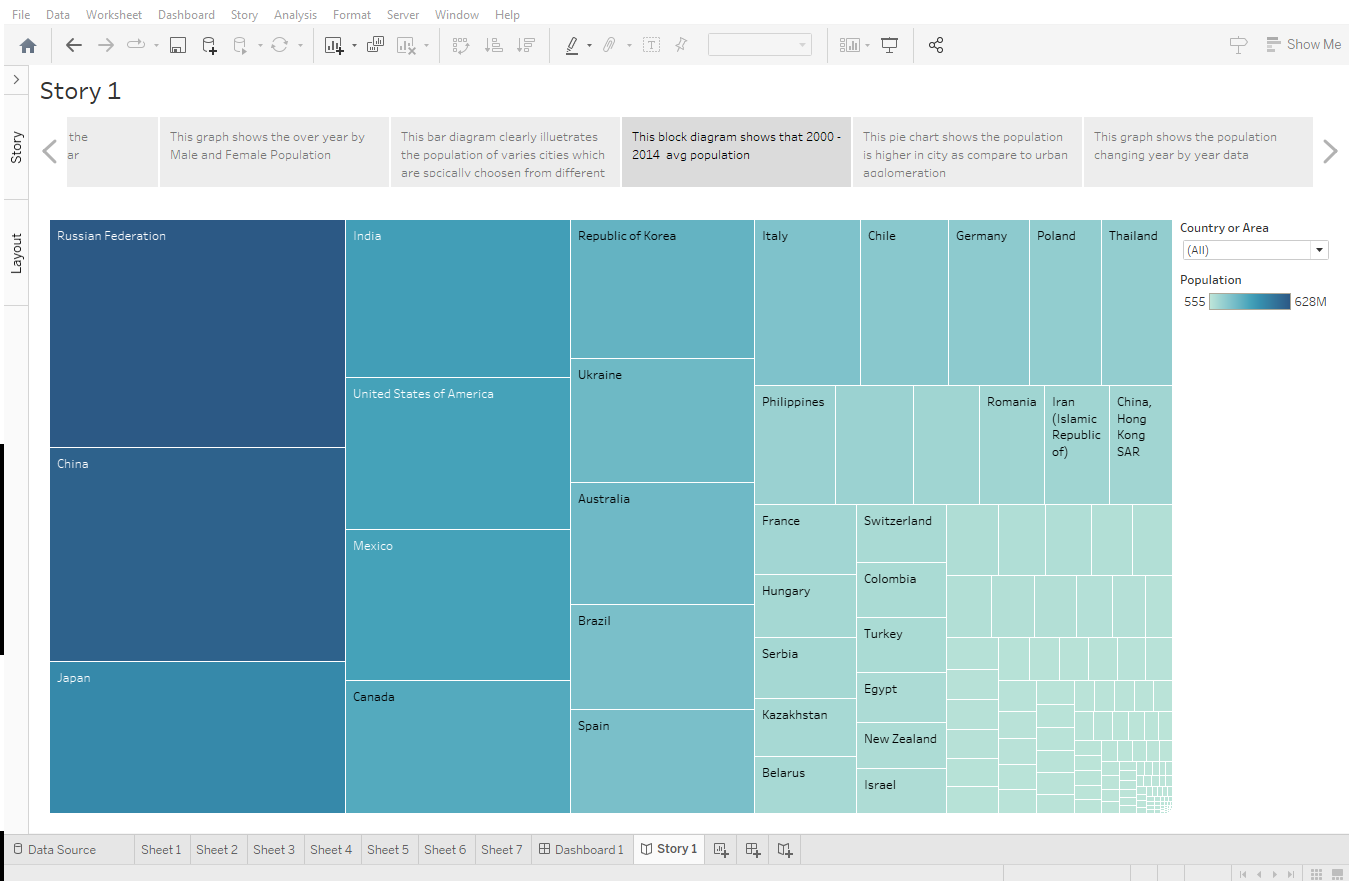 File Data Worksheet Dashboard Story Analysis Format Server Window Help
Show Me
Story
Layout
Story 1
the
ar
This graph shows the over year by
Male and Female Population
This bar diagram clearly illuetrates
the population of varies cities which
are spcically choosen from different
This block diagram shows that 2000 -
2014 avg population
This pie chart shows the population
is higher in city as compare to urban
agglomeration
This graph shows the population
changing year by year data
Russian Federation
China
Japan
India
United States of America
Mexico
Canada
Republic of Korea
Ukraine
Australia
Brazil
Spain
Italy
Chile
Germany
Poland
Thailand
Philippines
Romania
Iran
(Islamic
Republic
of)
China,
Hong
Kong
SAR
France
Hungary
Serbia
Kazakhstan
Belarus
Switzerland
Colombia
Turkey
Egypt
New Zealand
Israel
Country or Area
(All)
Population
555 628M
Data Source Sheet 1 Sheet 2 Sheet 3 Sheet 4 Sheet 5 Sheet 6 Sheet 7 Dashboard 1 Story 1